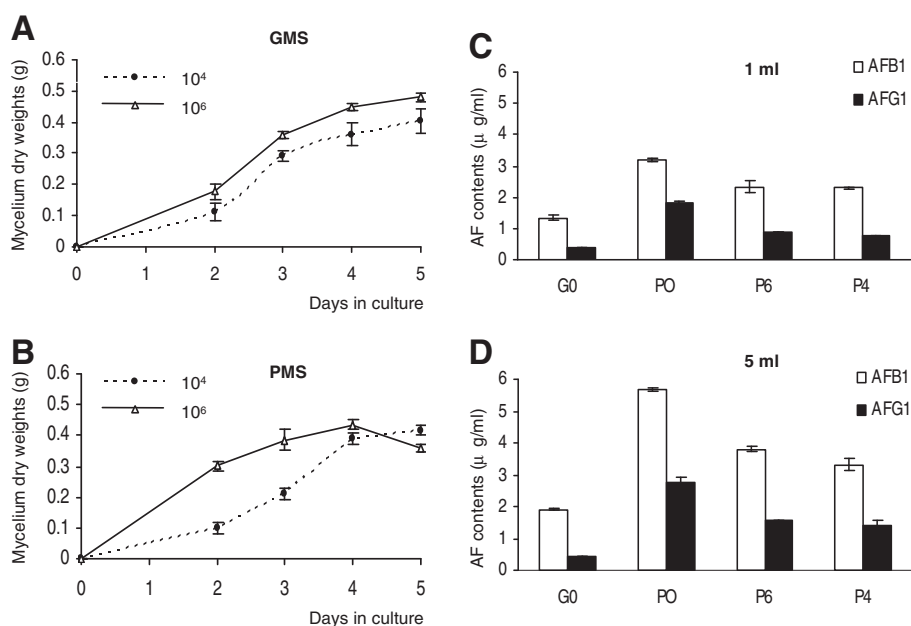 A
GMS
Mycelium dry weights (g)
0.6
0.5
0.4
0.3
0.2
0.1
0
10⁴
10⁶
0 1 2 3 4 5
Days in culture
B
PMS
Mycelium dry weights (g)
0.6
0.5
0.4
0.3
0.2
0.1
0
10⁴
10⁶
0 1 2 3 4 5
Days in culture
C
1 ml
AFB1
AFG1
AF contents (μ g/ml)
6
5
4
3
2
1
0
G0 PO P6 P4
D
5 ml
AFB1
AFG1
AF contents (μ g/ml)
6
5
4
3
2
1
0
G0 PO P6 P4